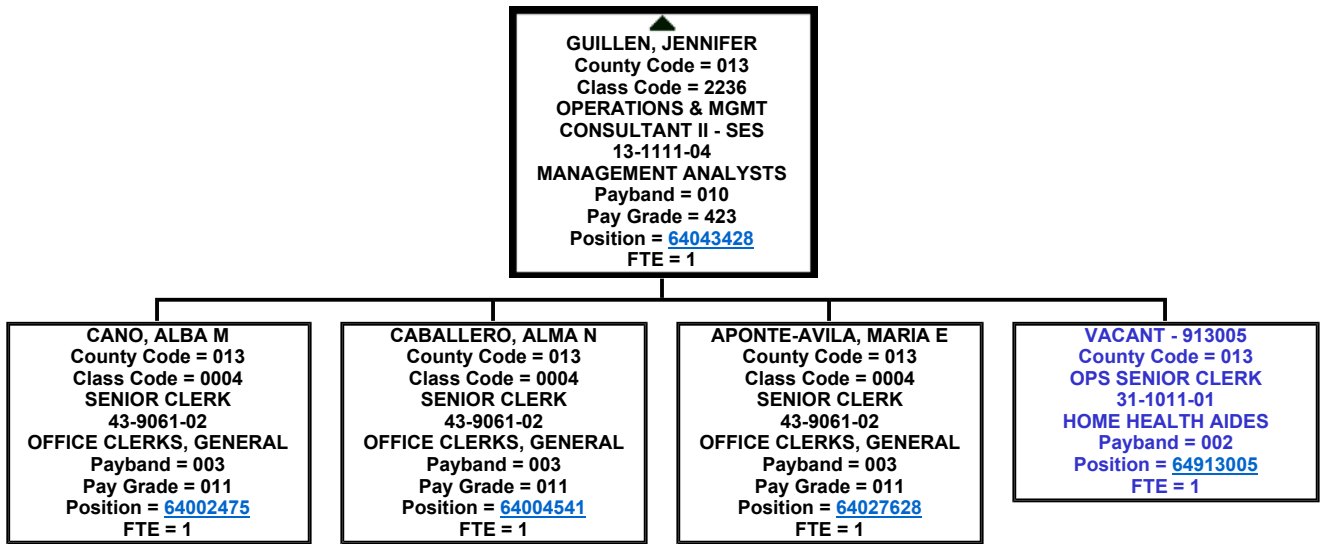 GUILLEN, JENNIFER
County Code = 013
Class Code = 2236
OPERATIONS & MGMT
CONSULTANT II - SES
13-1111-04
MANAGEMENT ANALYSTS
Payband = 010
Pay Grade = 423
Position = 64043428
FTE = 1
CANO, ALBA M
County Code = 013
Class Code = 0004
SENIOR CLERK
43-9061-02
OFFICE CLERKS, GENERAL
Payband = 003
Pay Grade = 011
Position = 64002475
FTE = 1
CABALLERO, ALMA N
County Code = 013
Class Code = 0004
SENIOR CLERK
43-9061-02
OFFICE CLERKS, GENERAL
Payband = 003
Pay Grade = 011
Position = 64004541
FTE = 1
APONTE-AVILA, MARIA E
County Code = 013
Class Code = 0004
SENIOR CLERK
43-9061-02
OFFICE CLERKS, GENERAL
Payband = 003
Pay Grade = 011
Position = 64027628
FTE = 1
VACANT - 913005
County Code = 013
OPS SENIOR CLERK
31-1011-01
HOME HEALTH AIDES
Payband = 002
Position = 64913005
FTE = 1